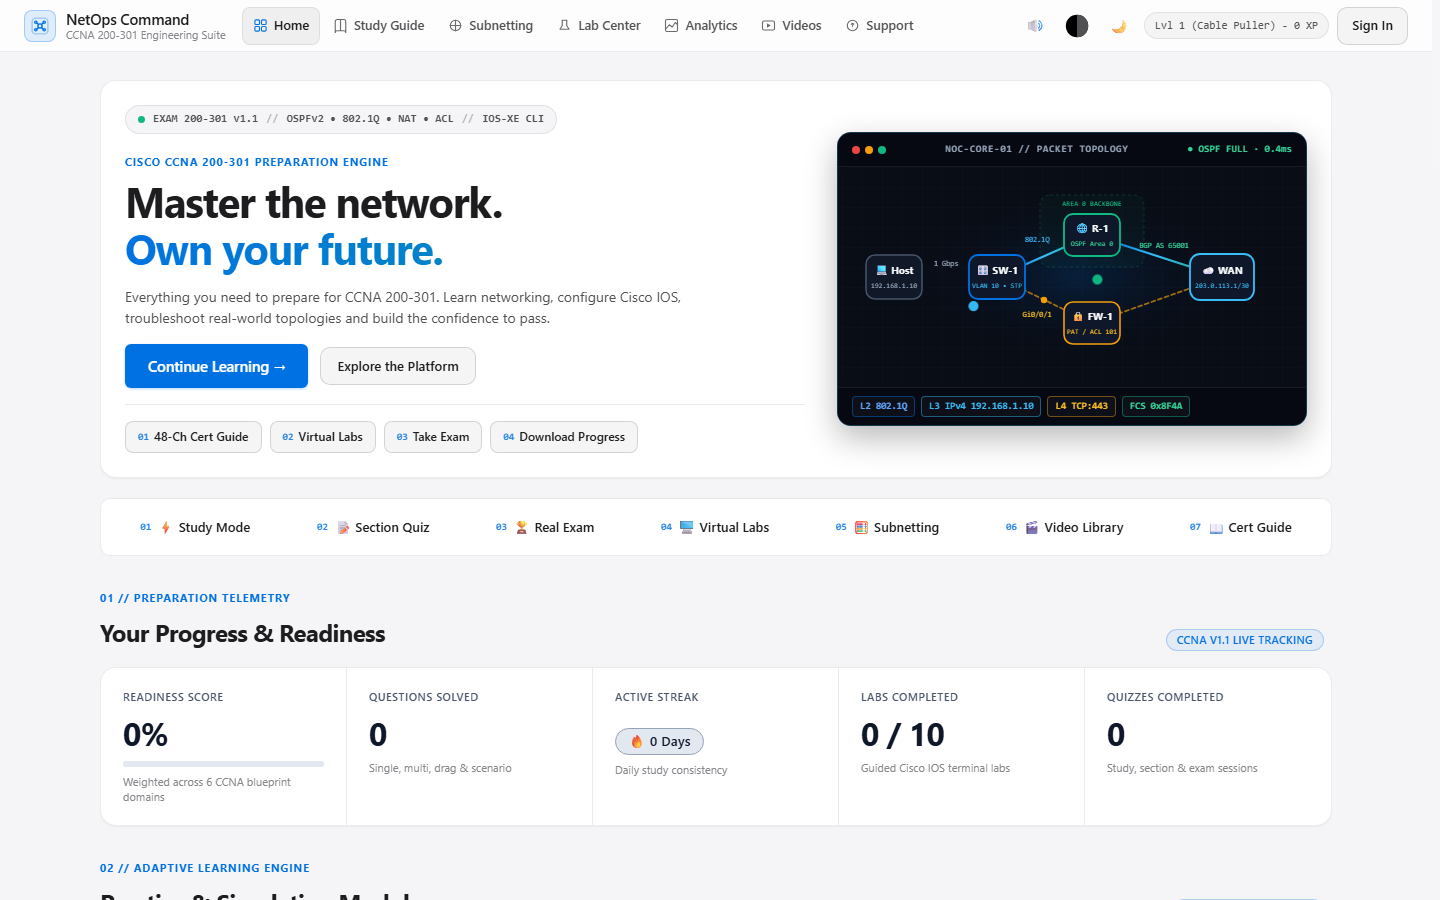 NetOps Command
CCNA 200-301 Engineering Suite
Home
Study Guide
Subnetting
Lab Center
Analytics
Videos
Support
Lvl 1 (Cable Puller) - 0 XP
Sign In
EXAM 200-301 v1.1 // OSPFv2 • 802.1Q • NAT • ACL // IOS-XE CLI
CISCO CCNA 200-301 PREPARATION ENGINE
Master the network.
Own your future.
Everything you need to prepare for CCNA 200-301. Learn networking, configure Cisco IOS,
troubleshoot real-world topologies and build the confidence to pass.
Continue Learning →
Explore the Platform
01 48-Ch Cert Guide
02 Virtual Labs
03 Take Exam
04 Download Progress
NOC-CORE-01 // PACKET TOPOLOGY
● OSPF FULL · 0.4ms
AREA 0 BACKBONE
R-1
OSPF Area 0
802.1Q
BGP AS 65001
1 Gbps
Host
192.168.1.10
SW-1
VLAN 10 • STP
WAN
203.0.113.1/30
Gi0/0/1
FW-1
PAT / ACL 101
L2 802.1Q
L3 IPv4 192.168.1.10
L4 TCP:443
FCS 0x8F4A
01 Study Mode
02 Section Quiz
03 Real Exam
04 Virtual Labs
05 Subnetting
06 Video Library
07 Cert Guide
01 // PREPARATION TELEMETRY
Your Progress & Readiness
CCNA V1.1 LIVE TRACKING
READINESS SCORE
0%
Weighted across 6 CCNA blueprint
domains
QUESTIONS SOLVED
0
Single, multi, drag & scenario
ACTIVE STREAK
0 Days
Daily study consistency
LABS COMPLETED
0 / 10
Guided Cisco IOS terminal labs
QUIZZES COMPLETED
0
Study, section & exam sessions
02 // ADAPTIVE LEARNING ENGINE